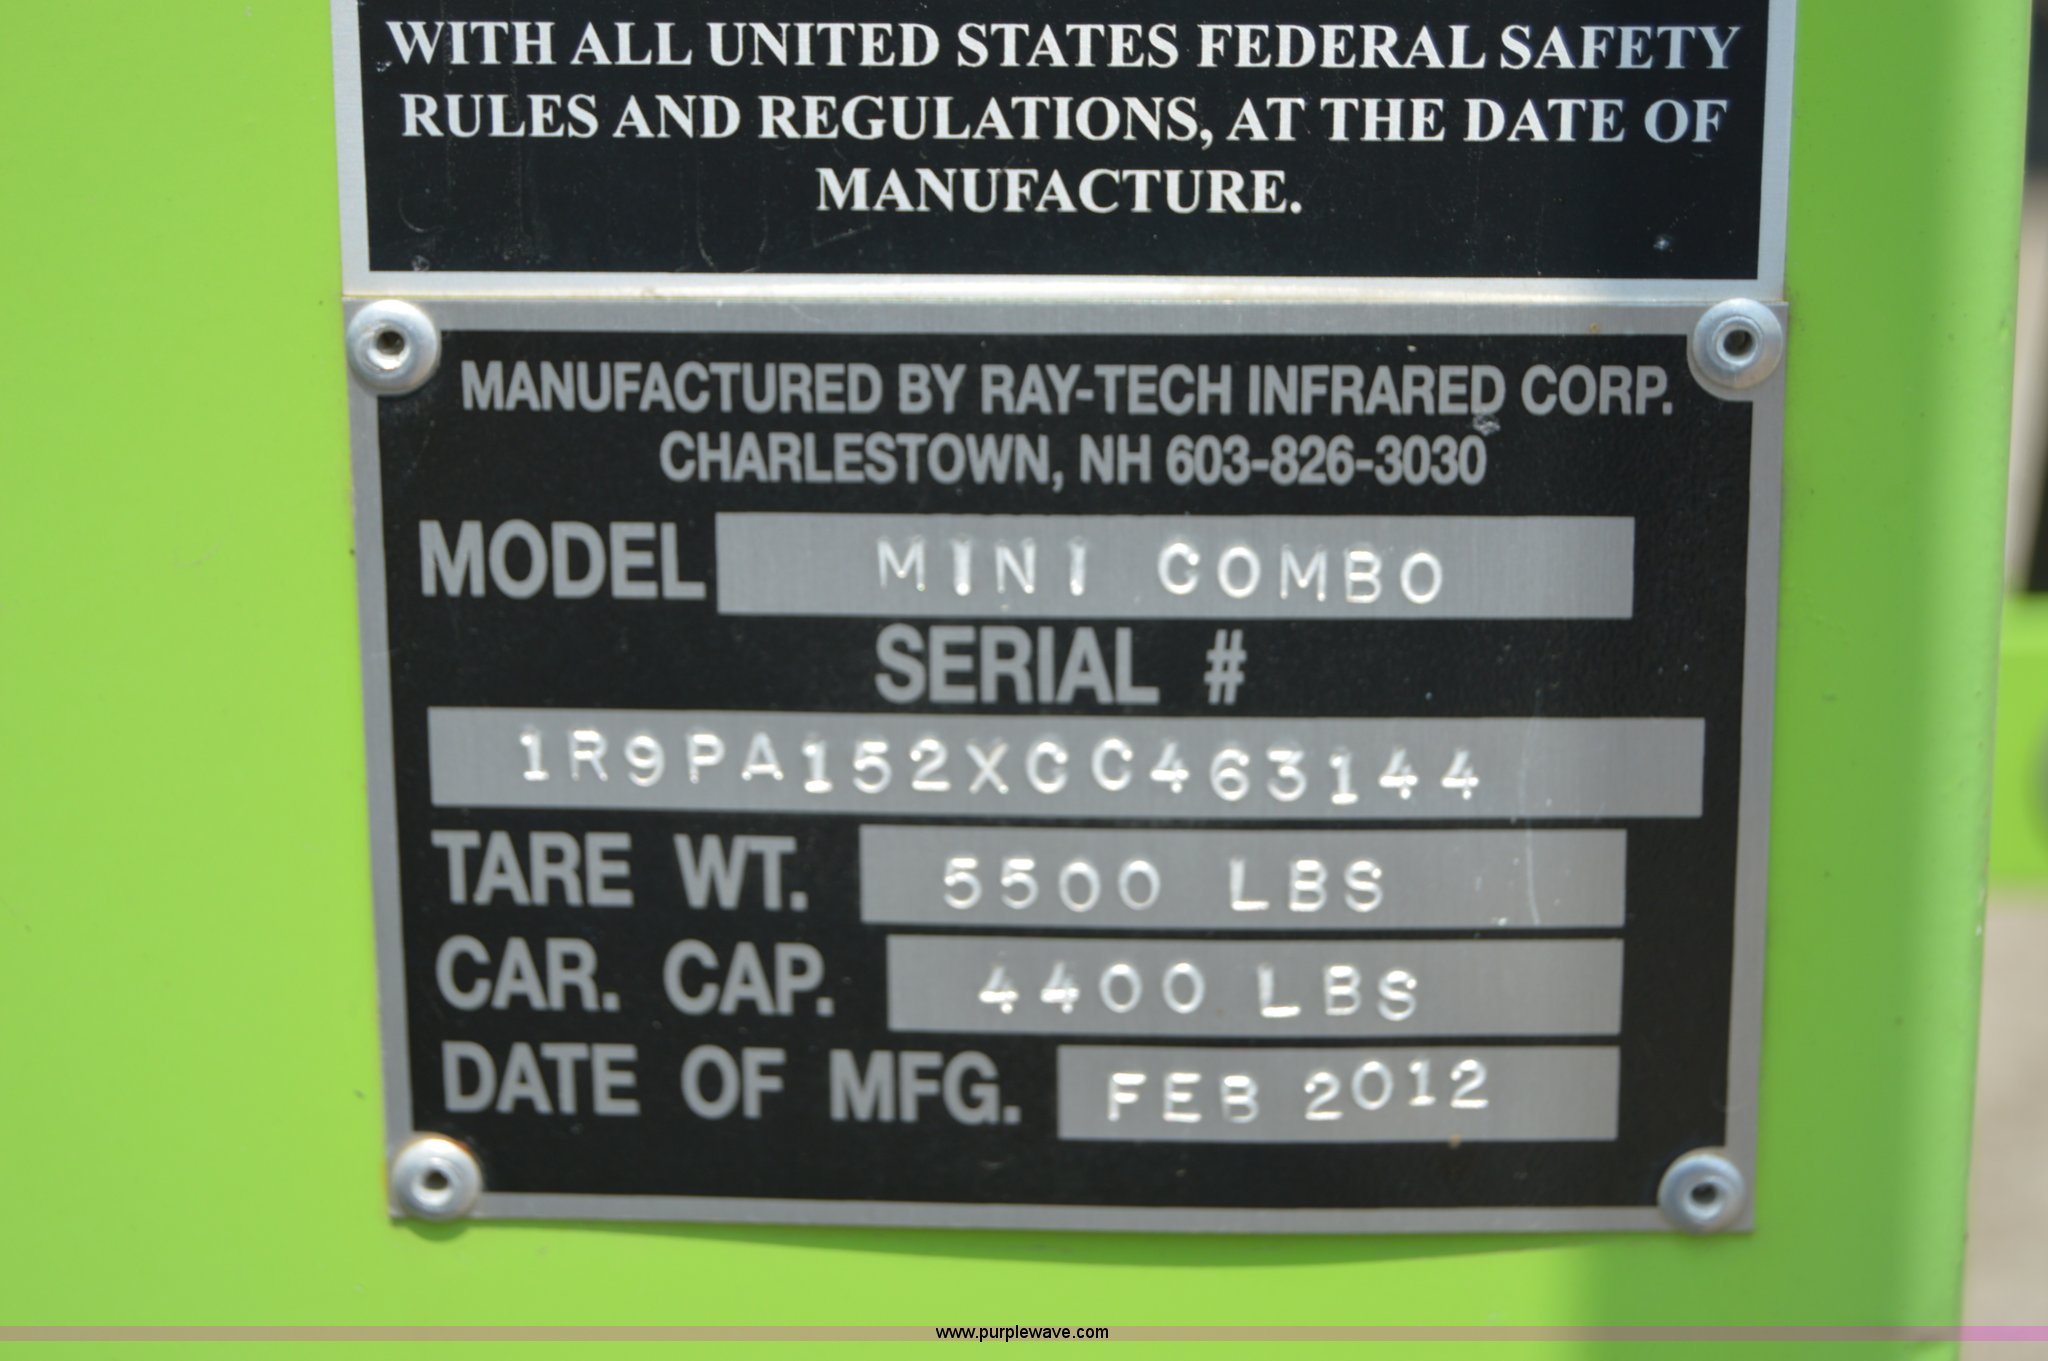 WITH ALL UNITED STATES FEDERAL SAFETY
RULES AND REGULATIONS, AT THE DATE OF
MANUFACTURE.
MANUFACTURED BY RAY-TECH INFRARED CORP.
CHARLESTOWN, NH 603-826-3030
MODEL MINI COMBO
SERIAL #
1R9PA152XCC463144
TARE WT. 5500 LBS
CAR. CAP. 4400 LBS
DATE OF MFG. FEB 2012
www.purplewave.com